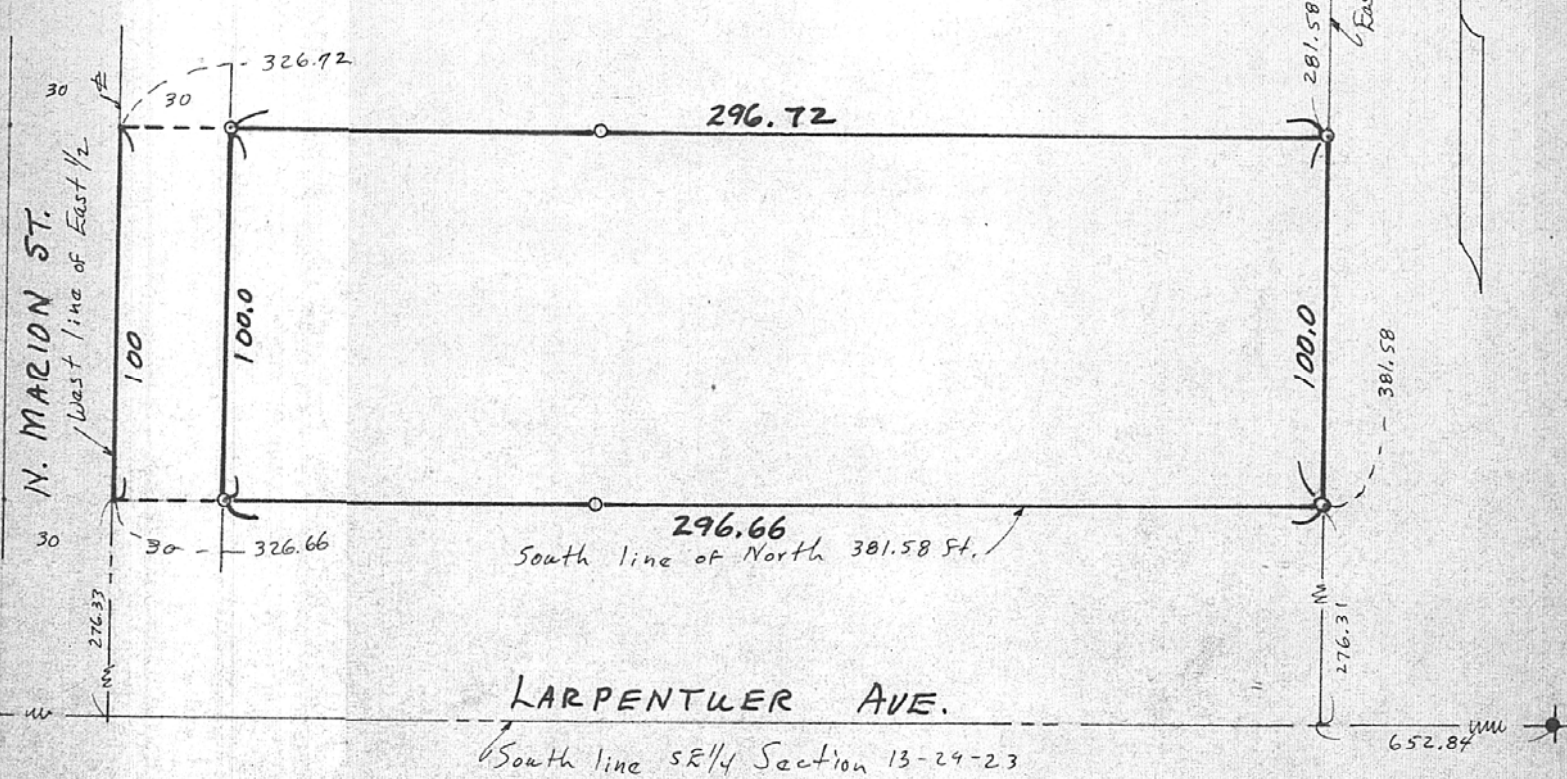 281.58
Eas
326.72
30
30
296.72
N. MARION ST.
West line of East 1/2
100
100.0
100.0
381.58
30
30
326.66
296.66
South line of North 381.58 ft.
276.33
276.31
LARPENTUER AVE.
652.84
South line SE1/4 Section 13-29-23